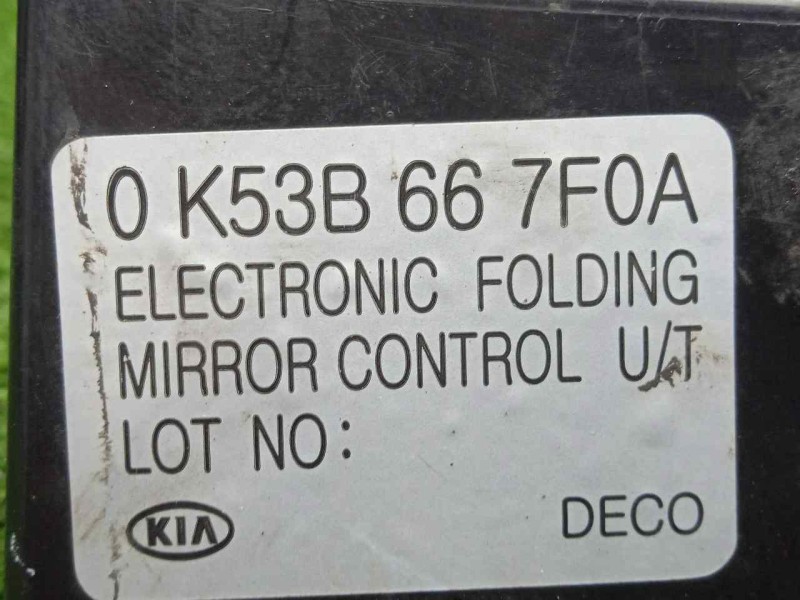 0 K53B 66 7F0A
ELECTRONIC FOLDING
MIRROR CONTROL U/T
LOT NO:
KIA DECO